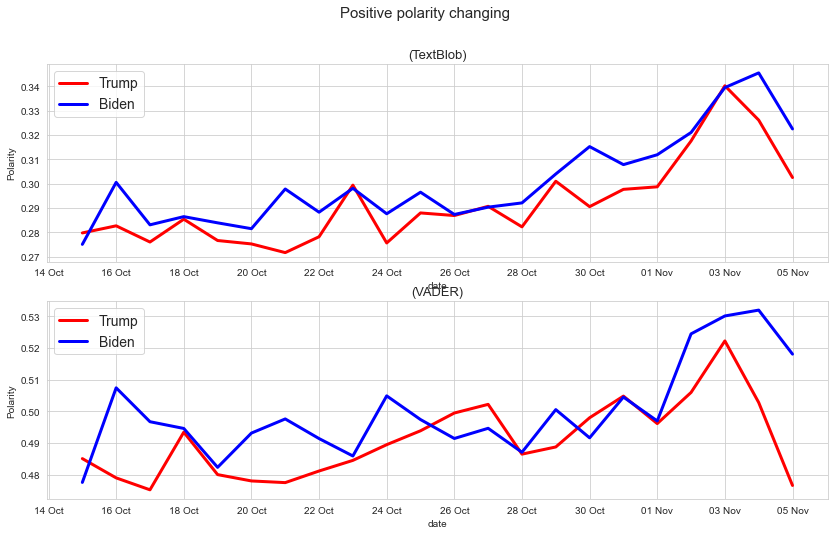 Positive polarity changing
(TextBlob)
Trump
Biden
Polarity
0.34
0.33
0.32
0.31
0.30
0.29
0.28
0.27
14 Oct 16 Oct 18 Oct 20 Oct 22 Oct 24 Oct 26 Oct 28 Oct 30 Oct 01 Nov 03 Nov 05 Nov
date
(VADER)
Trump
Biden
Polarity
0.53
0.52
0.51
0.50
0.49
0.48
14 Oct 16 Oct 18 Oct 20 Oct 22 Oct 24 Oct 26 Oct 28 Oct 30 Oct 01 Nov 03 Nov 05 Nov
date